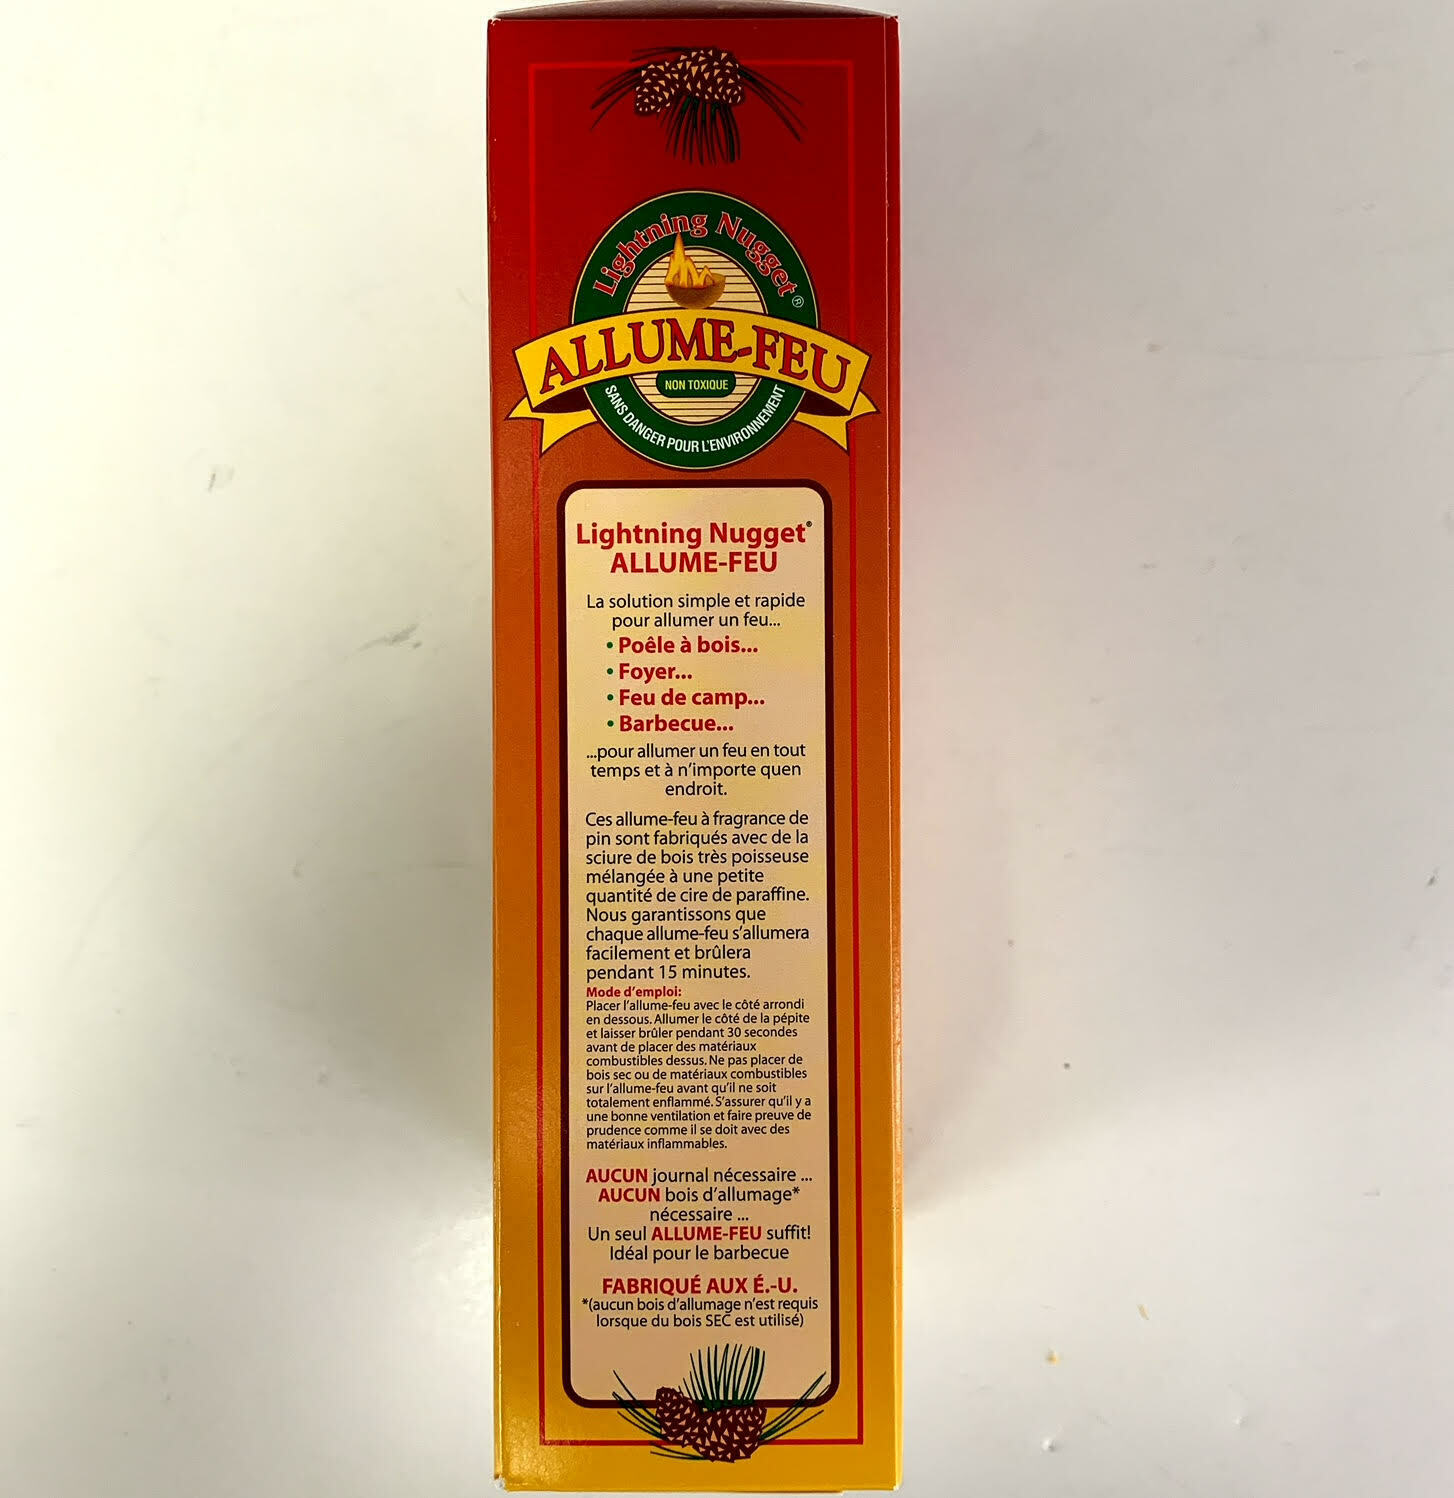 Lightning Nugget®
ALLUME-FEU
NON TOXIQUE
SANS DANGER POUR L'ENVIRONNEMENT
Lightning Nugget®
ALLUME-FEU
La solution simple et rapide
pour allumer un feu...
• Poêle à bois...
• Foyer...
• Feu de camp...
• Barbecue...
...pour allumer un feu en tout
temps et à n'importe quen
endroit.
Ces allume-feu à fragrance de
pin sont fabriqués avec de la
sciure de bois très poisseuse
mélangée à une petite
quantité de cire de paraffine.
Nous garantissons que
chaque allume-feu s'allumera
facilement et brûlera
pendant 15 minutes.
Mode d'emploi:
Placer l'allume-feu avec le côté arrondi
en dessous. Allumer le côté de la pépite
et laisser brûler pendant 30 secondes
avant de placer des matériaux
combustibles dessus. Ne pas placer de
bois sec ou de matériaux combustibles
sur l'allume-feu avant qu'il ne soit
totalement enflammé. S'assurer qu'il y a
une bonne ventilation et faire preuve de
prudence comme il se doit avec des
matériaux inflammables.
AUCUN journal nécessaire ...
AUCUN bois d'allumage*
nécessaire ...
Un seul ALLUME-FEU suffit!
Idéal pour le barbecue
FABRIQUÉ AUX É.-U.
*(aucun bois d'allumage n'est requis
lorsque du bois SEC est utilisé)